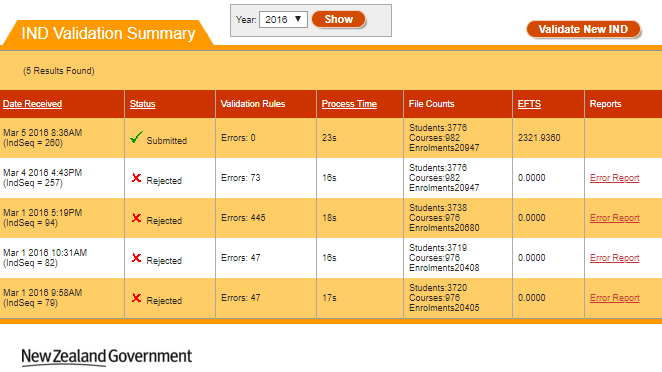 Year: 2016 Show
IND Validation Summary
Validate New IND
(5 Results Found)
Date Received Status Validation Rules Process Time File Counts EFTS Reports
Mar 5 2016 8:36AM
(IndSeq = 260)
Submitted
Errors: 0
23s
Students:3776
Courses:982
Enrolments20947
2321.9360
Mar 4 2016 4:43PM
(IndSeq = 257)
Rejected
Errors: 73
16s
Students:3776
Courses:982
Enrolments20947
0.0000
Error Report
Mar 1 2016 5:19PM
(IndSeq = 94)
Rejected
Errors: 445
18s
Students:3738
Courses:976
Enrolments20680
0.0000
Error Report
Mar 1 2016 10:31AM
(IndSeq = 82)
Rejected
Errors: 47
16s
Students:3719
Courses:976
Enrolments20408
0.0000
Error Report
Mar 1 2016 9:58AM
(IndSeq = 79)
Rejected
Errors: 47
17s
Students:3720
Courses:976
Enrolments20405
0.0000
Error Report
New Zealand Government